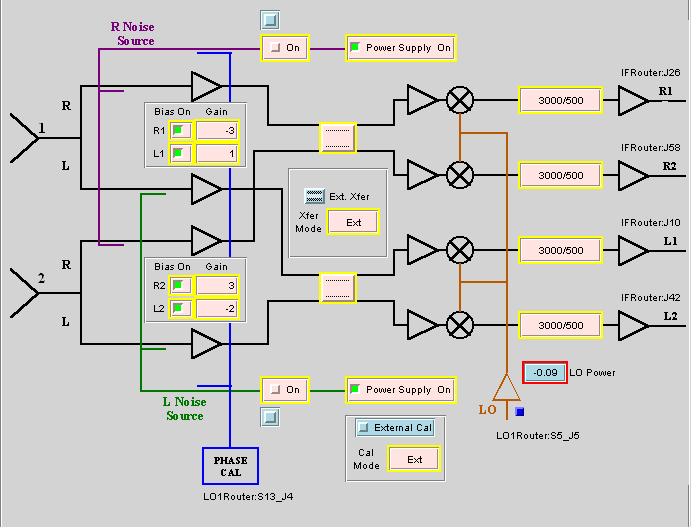 R Noise
Source
On
Power Supply On
IFRouter:J26
R
R1
3000/500
1
Bias On Gain
R1 -3
L1 1
L
IFRouter:J58
R2
3000/500
Ext. Xfer
Xfer
Mode
Ext
IFRouter:J10
L1
3000/500
R
2
Bias On Gain
R2 3
L2 -2
L
IFRouter:J42
L2
3000/500
-0.09 LO Power
L Noise
Source
On
Power Supply On
LO
LO1Router:S5_J5
External Cal
Cal
Mode
Ext
PHASE
CAL
LO1Router:S13_J4